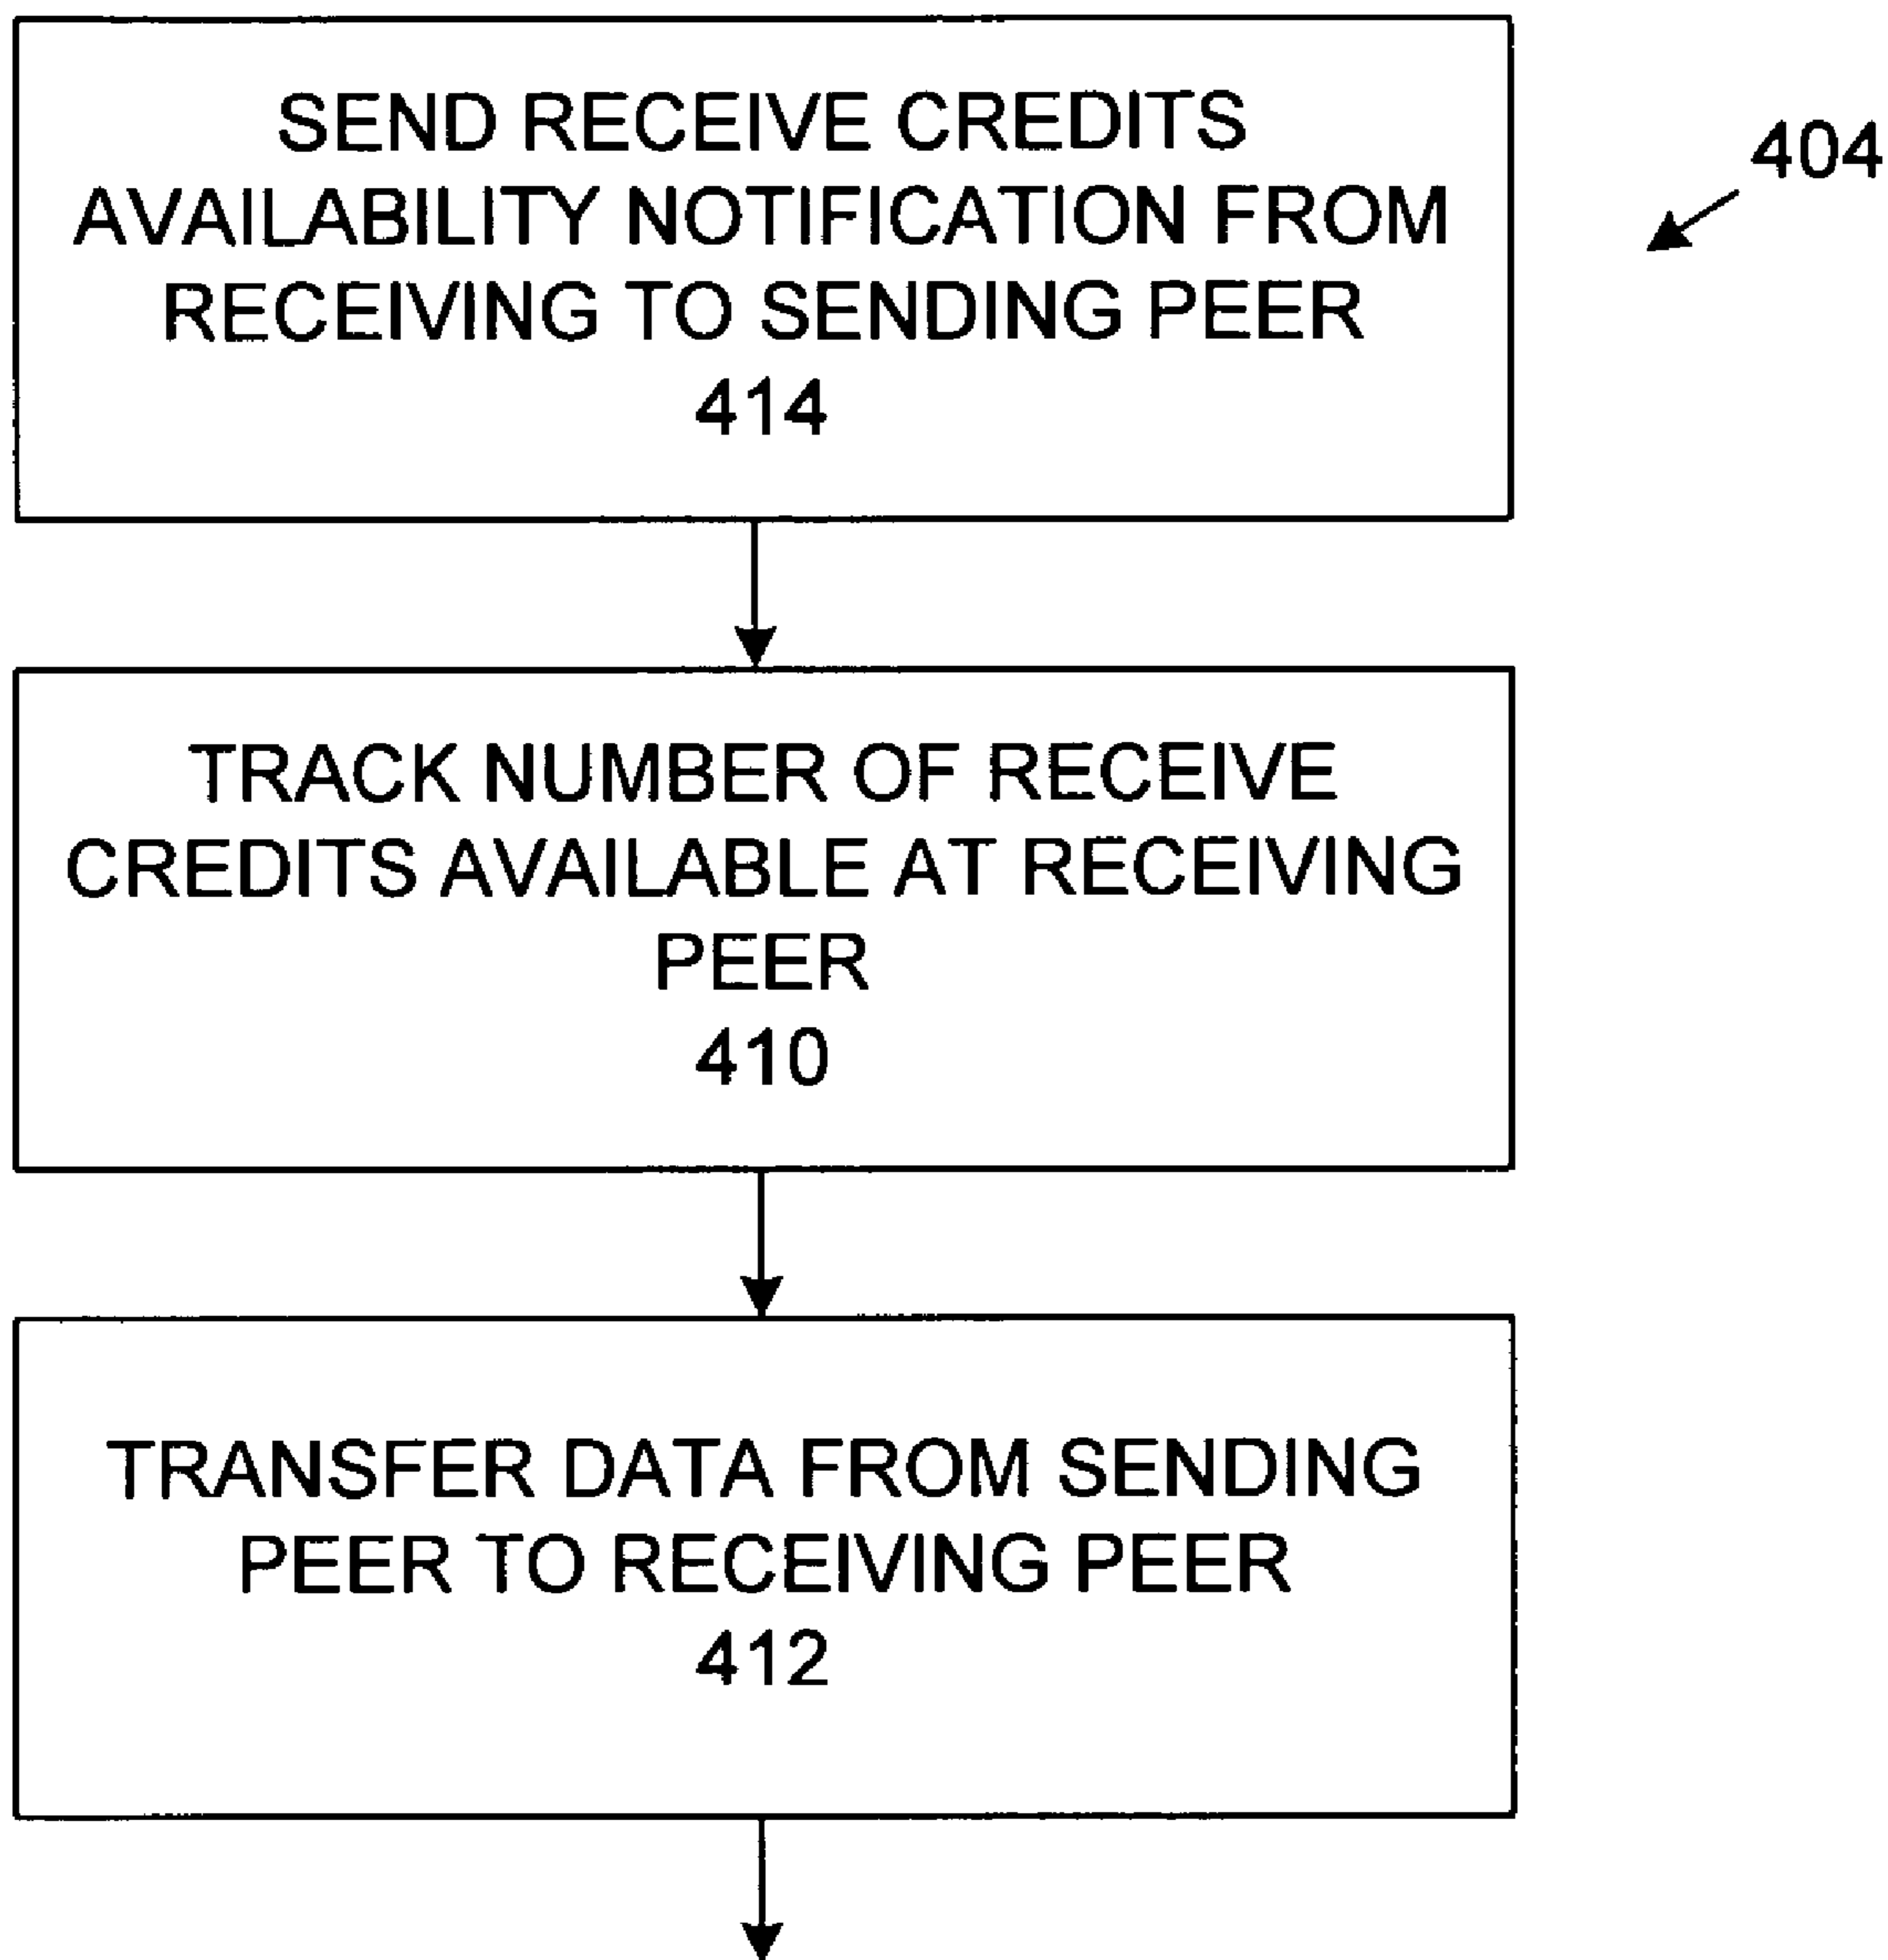 SEND RECEIVE CREDITS
AVAILABILITY NOTIFICATION FROM
RECEIVING TO SENDING PEER
414
404
TRACK NUMBER OF RECEIVE
CREDITS AVAILABLE AT RECEIVING
PEER
410
TRANSFER DATA FROM SENDING
PEER TO RECEIVING PEER
412